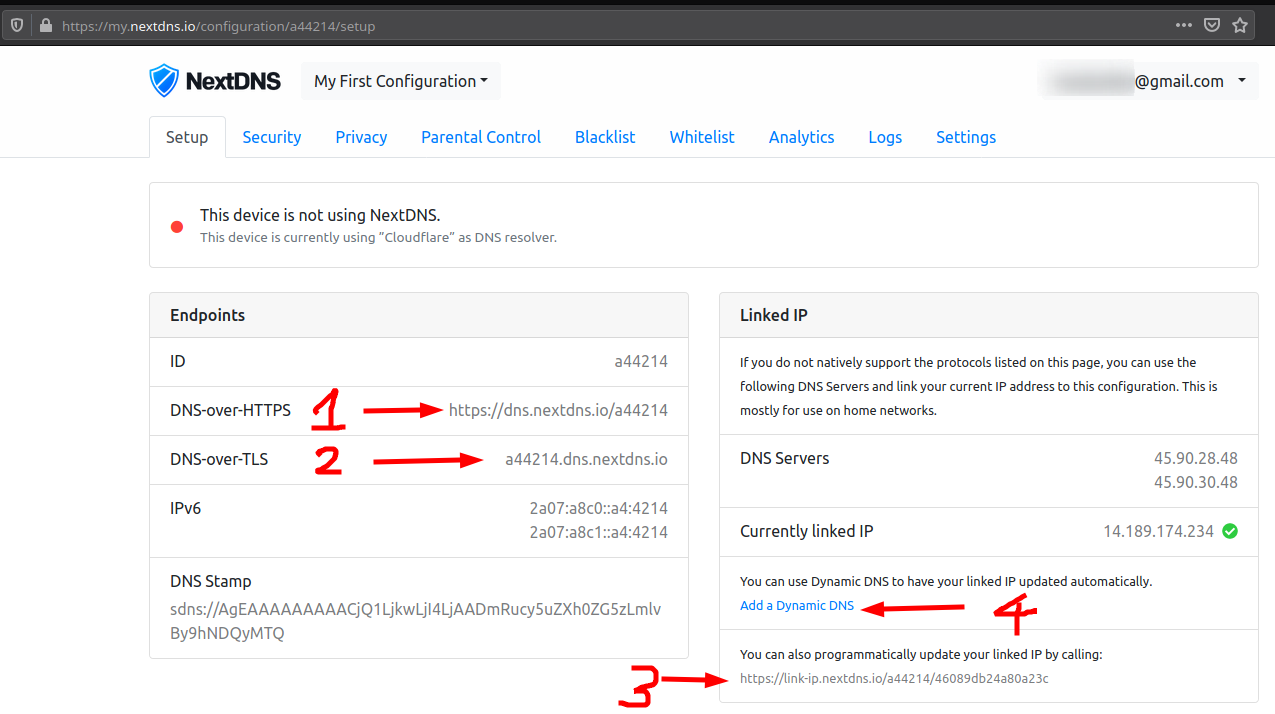 https://my.nextdns.io/configuration/a44214/setup
NextDNS
My First Configuration
@gmail.com
Setup
Security
Privacy
Parental Control
Blacklist
Whitelist
Analytics
Logs
Settings
This device is not using NextDNS.
This device is currently using "Cloudflare" as DNS resolver.
Endpoints
ID
a44214
DNS-over-HTTPS
1
https://dns.nextdns.io/a44214
DNS-over-TLS
2
a44214.dns.nextdns.io
IPv6
2a07:a8c0::a4:4214
2a07:a8c1::a4:4214
DNS Stamp
sdns://AgEAAAAAAAAACjQ1LjkwLjI4LjAADmRucy5uZXh0ZG5zLmlv
By9hNDQyMTQ
Linked IP
If you do not natively support the protocols listed on this page, you can use the
following DNS Servers and link your current IP address to this configuration. This is
mostly for use on home networks.
DNS Servers
45.90.28.48
45.90.30.48
Currently linked IP
14.189.174.234
You can use Dynamic DNS to have your linked IP updated automatically.
Add a Dynamic DNS
4
You can also programmatically update your linked IP by calling:
3
https://link-ip.nextdns.io/a44214/46089db24a80a23c